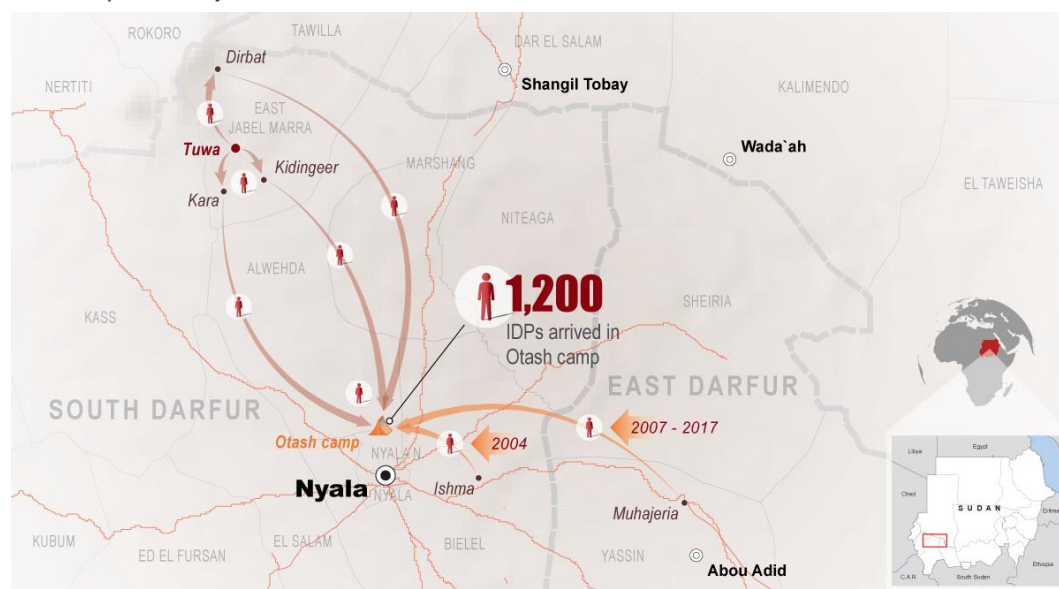 ROKORO
TAWILLA
DAR EL SALAM
Dirbat
NERTITI
Shangil Tobay
KALIMENDO
EAST
JABEL MARRA
Tuwa
Kidingeer
MARSHANG
Wada`ah
Kara
EL TAWEISHA
NITEAGA
ALWEHDA
1,200
IDPs arrived in
Otash camp
SHEIRIA
KASS
EAST DARFUR
SOUTH DARFUR
2007 - 2017
Otash camp
2004
NYALA N
Nyala
NYALA
Ishma
Muhajeria
KUBUM
ED EL FURSAN
EL SALAM
BIELEL
YASSIN
Abou Adid
Libya
Egypt
Chad
SUDAN
Eritrea
Ethiopia
C.A.R
South Sudan